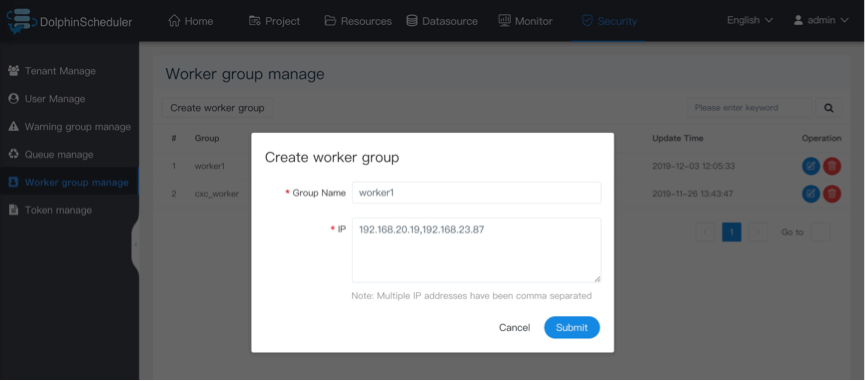 DolphinScheduler Home Project Resources Datasource Monitor Security English admin
Tenant Manage
User Manage
Warning group manage
Queue manage
Worker group manage
Token manage
Worker group manage
Create worker group Please enter keyword
# Group Update Time Operation
1 worker1 2019-12-03 12:05:33
2 cxc_worker 2019-11-26 13:43:47
1 Go to
Create worker group
* Group Name worker1
* IP 192.168.20.19,192.168.23.87
Note: Multiple IP addresses have been comma separated
Cancel Submit